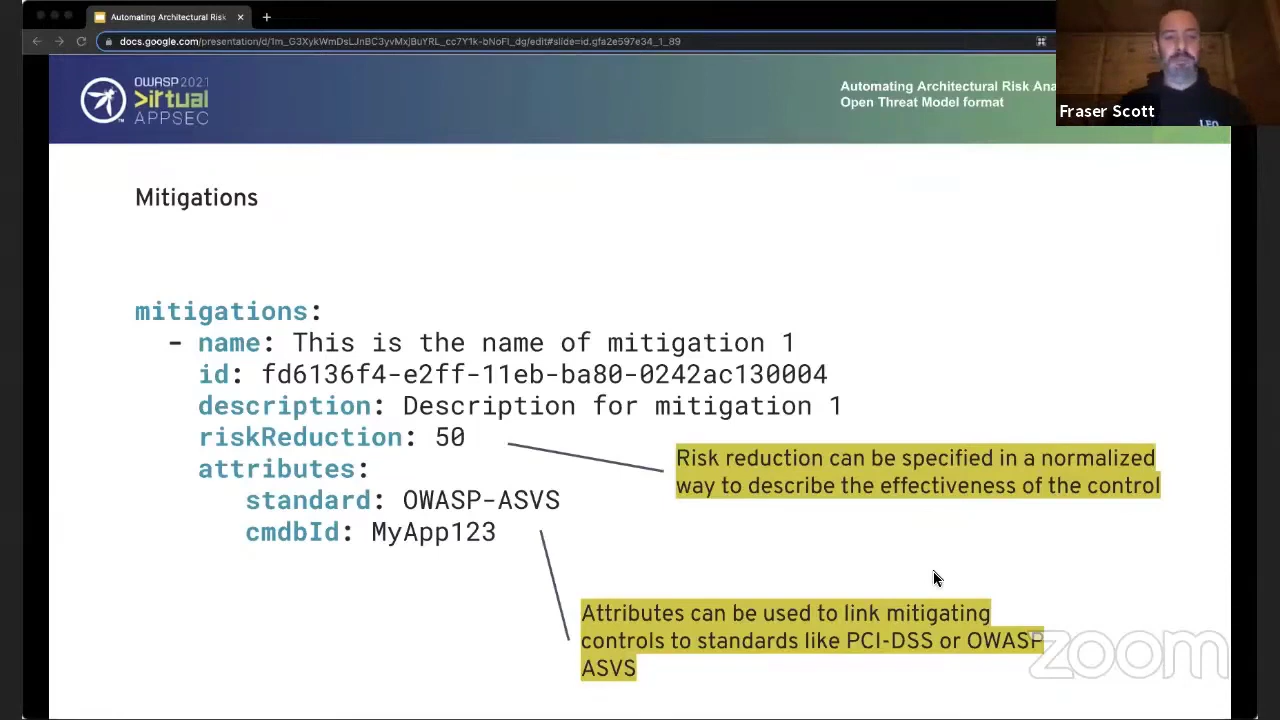 Automating Architectural Risk
docs.google.com/presentation/d/1m_G3XykWmDsLJnBC3yvMxjBuYRL_cc7Y1k-bNoFl_dg/edit#slide=id.gfa2e597e34_1_89
OWASP 2021
Virtual
APPSEC
Automating Architectural Risk Ana
Open Threat Model format
Fraser Scott
Mitigations
mitigations:
- name: This is the name of mitigation 1
id: fd6136f4-e2ff-11eb-ba80-0242ac130004
description: Description for mitigation 1
riskReduction: 50
attributes:
standard: OWASP-ASVS
cmdbId: MyApp123
Risk reduction can be specified in a normalized
way to describe the effectiveness of the control
Attributes can be used to link mitigating
controls to standards like PCI-DSS or OWASP
ASVS
zoom